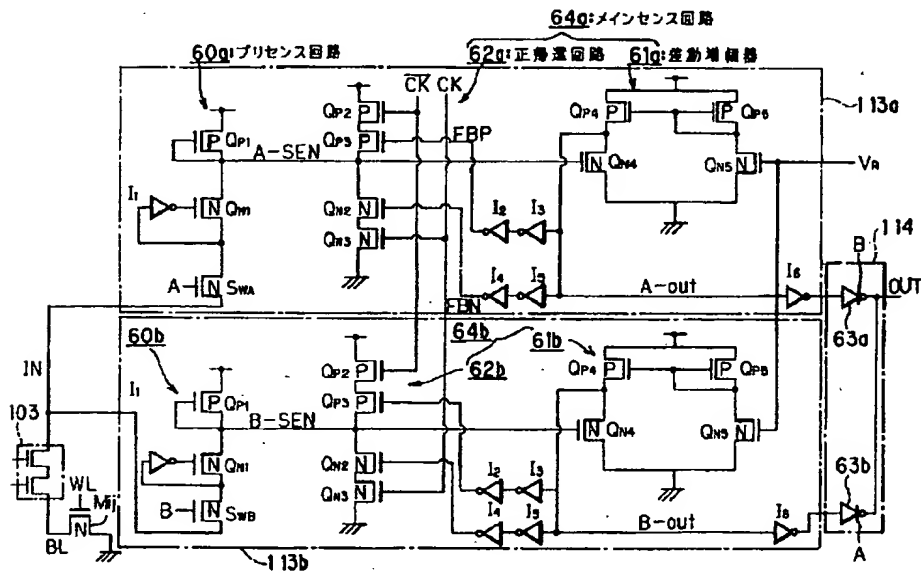 64a:メインセンス回路
60a:プリセンス回路
62a:正帰還回路
61a:差動増幅器
CK CK
113a
QP1
QP2
QP3
FBP
A-SEN
QP4
QP5
QN4
QN5
VR
I1
QN1
QN2
QN3
I2 I3
I4 I5
FBN
A-out
I6
A
SWA
114
B
OUT
63a
IN
60b
64b
62b
61b
QP1
QP2
QP3
QP4
QP5
I1
B-SEN
QN4
QN5
103
QN1
QN2
QN3
I2 I3
I4 I5
B-out
I6
63b
A
WL
Mij
N
BL
B
SWB
113b